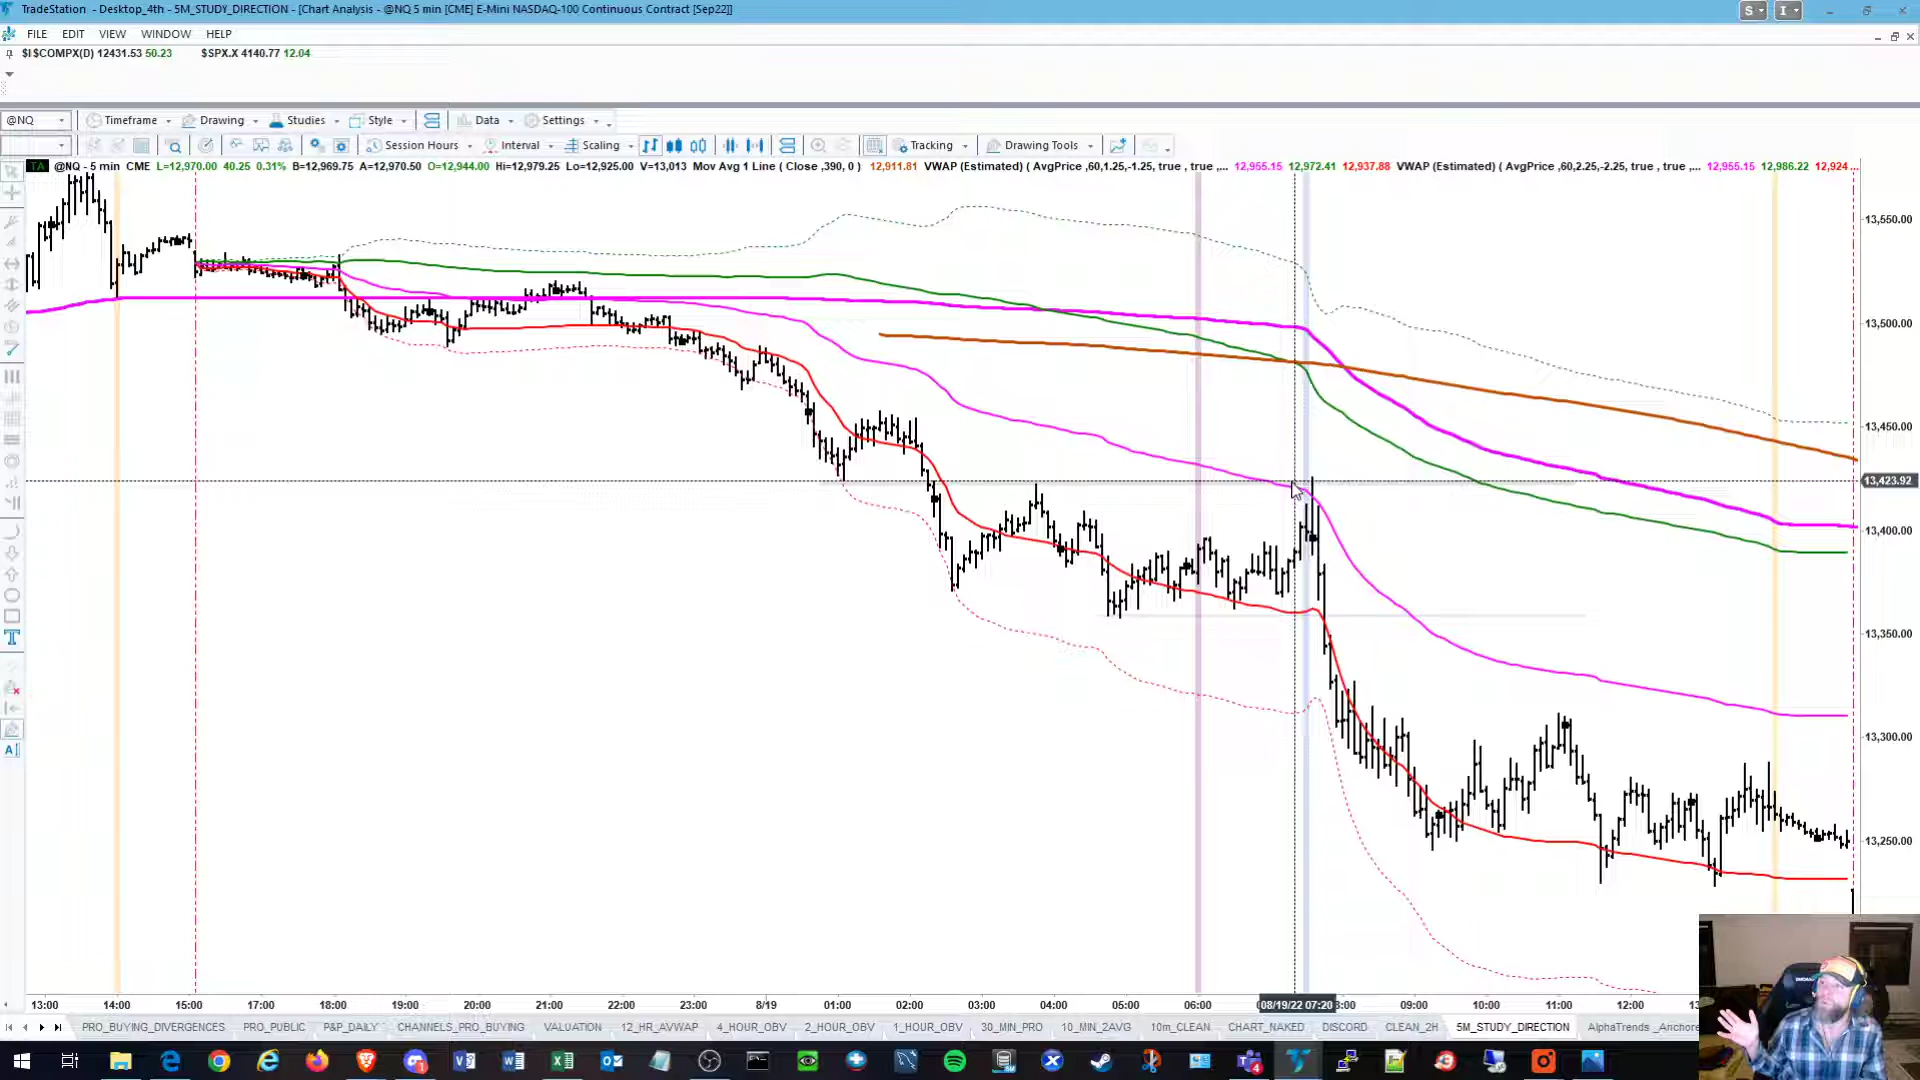 TradeStation - Desktop_4th - 5M_STUDY_DIRECTION - [Chart Analysis - @NQ 5 min [CME] E-Mini NASDAQ-100 Continuous Contract [Sep22]]
S I
FILE EDIT VIEW WINDOW HELP
$I$COMPX(D) 12431.53 50.23 $SPX.X 4140.77 12.04
@NQ Timeframe Drawing Studies Style Data Settings
Session Hours Interval Scaling Tracking Drawing Tools
TA @NQ - 5 min CME L=12,970.00 40.25 0.31% B=12,969.75 A=12,970.50 O=12,944.00 Hi=12,979.25 Lo=12,925.00 V=13,013 Mov Avg 1 Line ( Close ,390, 0 ) 12,911.81 VWAP (Estimated) ( AvgPrice ,60,1.25,-1.25, true , true ,... 12,955.15 12,972.41 12,937.88 VWAP (Estimated) ( AvgPrice ,60,2.25,-2.25, true , true ,... 12,955.15 12,986.22 12,924 ...
13,550.00
13,500.00
13,450.00
13,423.92
13,400.00
13,350.00
13,300.00
13,250.00
13:00 14:00 15:00 17:00 18:00 19:00 20:00 21:00 22:00 23:00 8/19 01:00 02:00 03:00 04:00 05:00 06:00 08/19/22 07:20 8:00 09:00 10:00 11:00 12:00
PRO_BUYING_DIVERGENCES PRO_PUBLIC P&P_DAILY CHANNELS_PRO_BUYING VALUATION 12_HR_AVWAP 4_HOUR_OBV 2_HOUR_OBV 1_HOUR_OBV 30_MIN_PRO 10_MIN_2AVG 10m_CLEAN CHART_NAKED DISCORD CLEAN_2H 5M_STUDY_DIRECTION AlphaTrends _Anchore